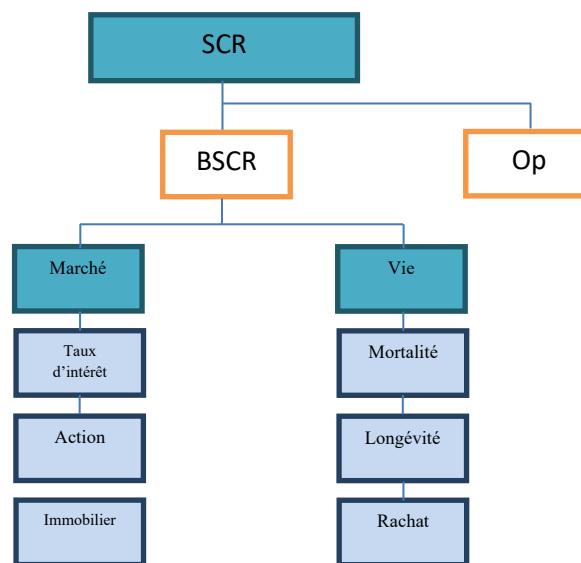 SCR
BSCR
Op
Marché
Vie
Taux
d’intérêt
Mortalité
Action
Longévité
Immobilier
Rachat